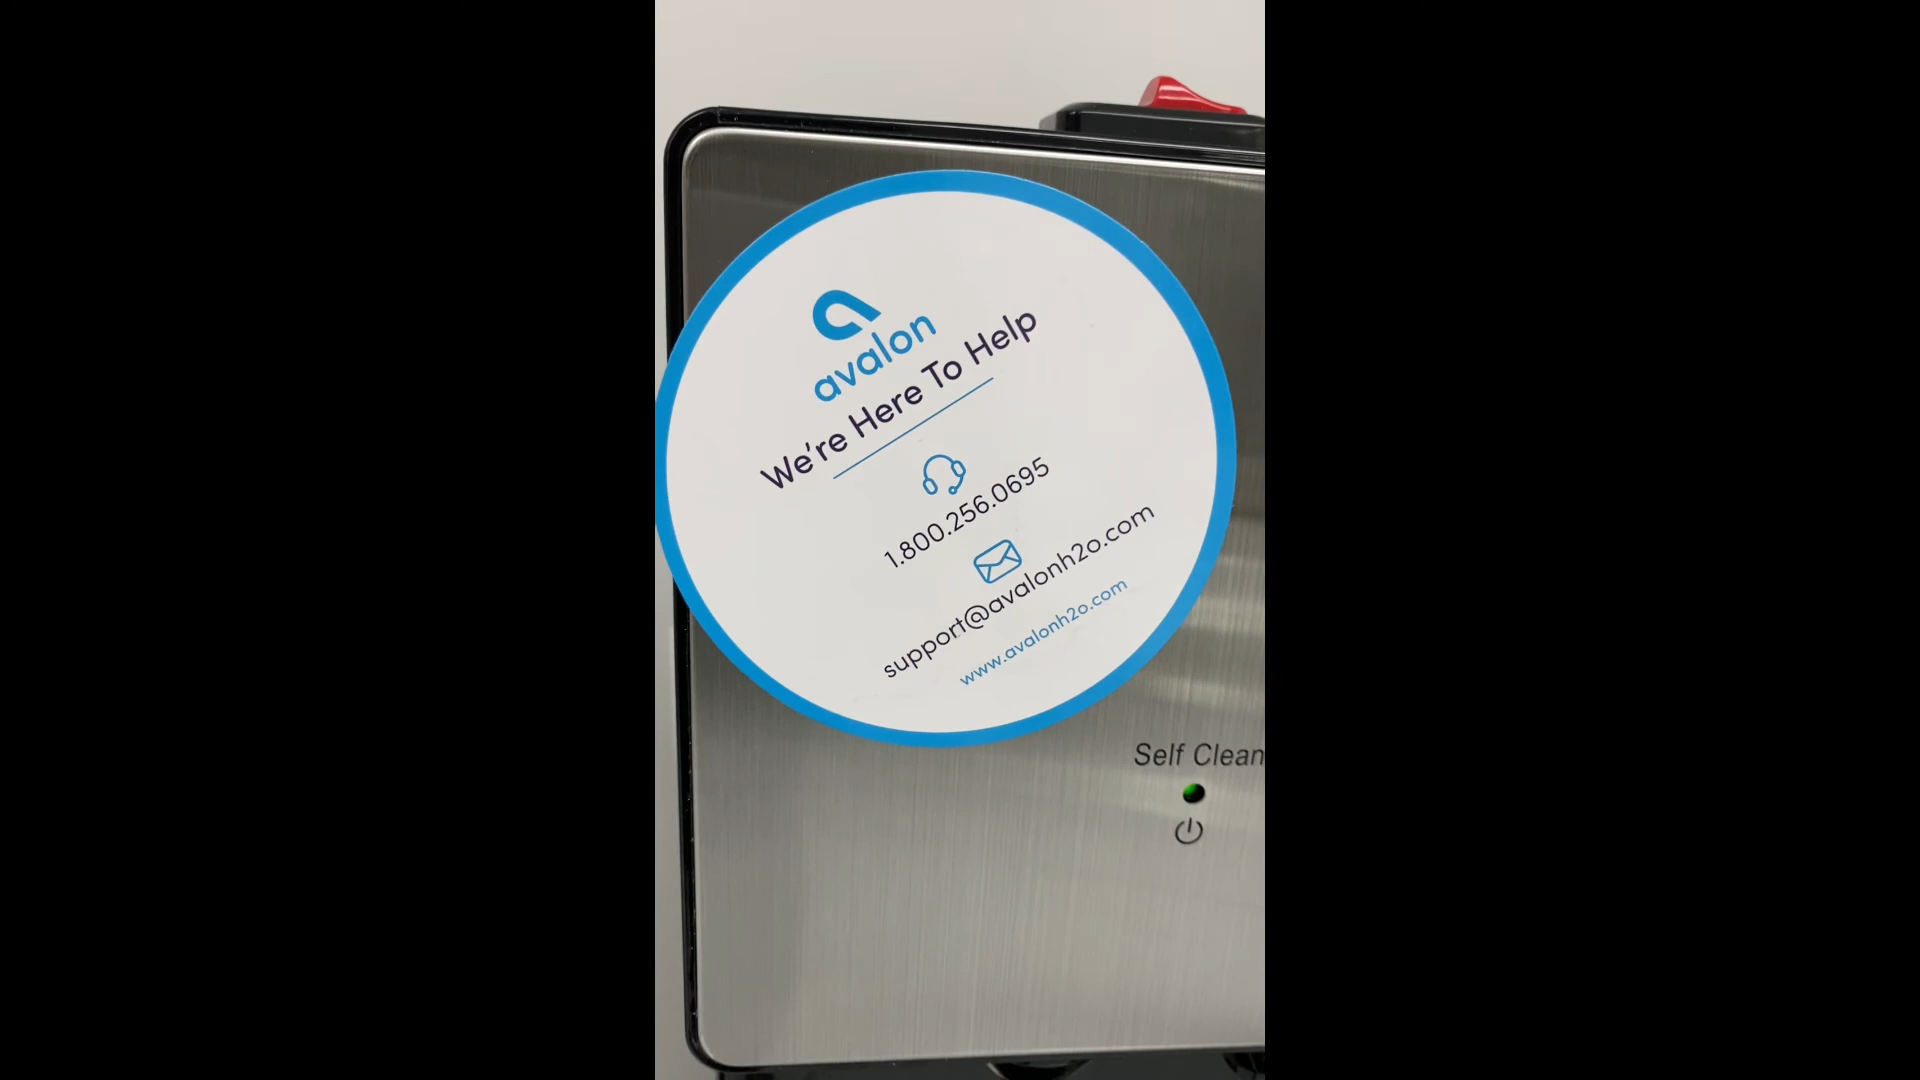 avalon
We're Here To Help
1.800.256.0695
support@avalonh2o.com
www.avalonh2o.com
Self Clean